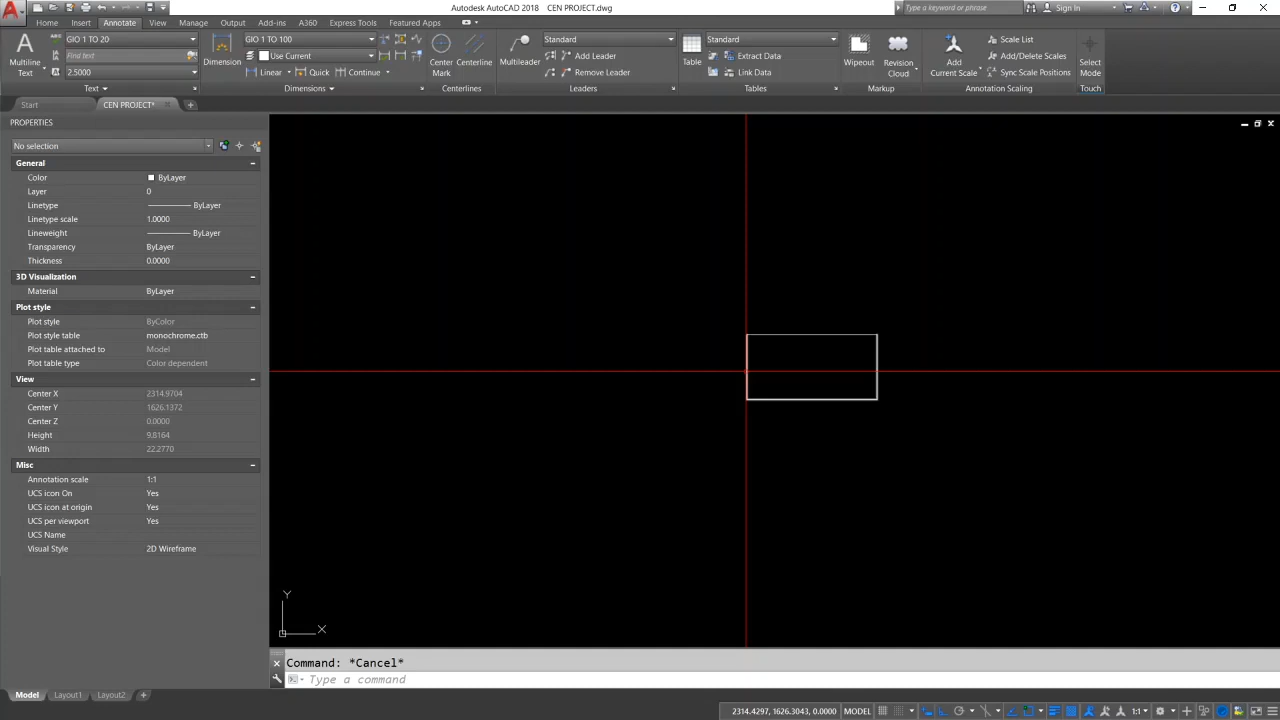 Autodesk AutoCAD 2018 CEN PROJECT.dwg
Type a keyword or phrase
Sign In
Home Insert Annotate View Manage Output Add-ins A360 Express Tools Featured Apps
Multiline Text
GIO 1 TO 20
Find text
2.5000
Text
Dimension
GIO 1 TO 100
Use Current
Linear Quick Continue
Dimensions
Center Mark
Centerline
Centerlines
Multileader
Standard
Add Leader
Remove Leader
Leaders
Table
Standard
Extract Data
Link Data
Tables
Wipeout
Revision Cloud
Markup
Add Current Scale
Scale List
Add/Delete Scales
Sync Scale Positions
Annotation Scaling
Select Mode
Touch
Start CEN PROJECT*
PROPERTIES
No selection
General
Color ByLayer
Layer 0
Linetype ByLayer
Linetype scale 1.0000
Lineweight ByLayer
Transparency ByLayer
Thickness 0.0000
3D Visualization
Material ByLayer
Plot style
Plot style ByColor
Plot style table monochrome.ctb
Plot table attached to Model
Plot table type Color dependent
View
Center X 2314.9704
Center Y 1626.1372
Center Z 0.0000
Height 9.8164
Width 22.2770
Misc
Annotation scale 1:1
UCS icon On Yes
UCS icon at origin Yes
UCS per viewport Yes
UCS Name
Visual Style 2D Wireframe
Y
X
Command: *Cancel*
Type a command
Model Layout1 Layout2
2314.4297, 1626.3043, 0.0000 MODEL 1:1